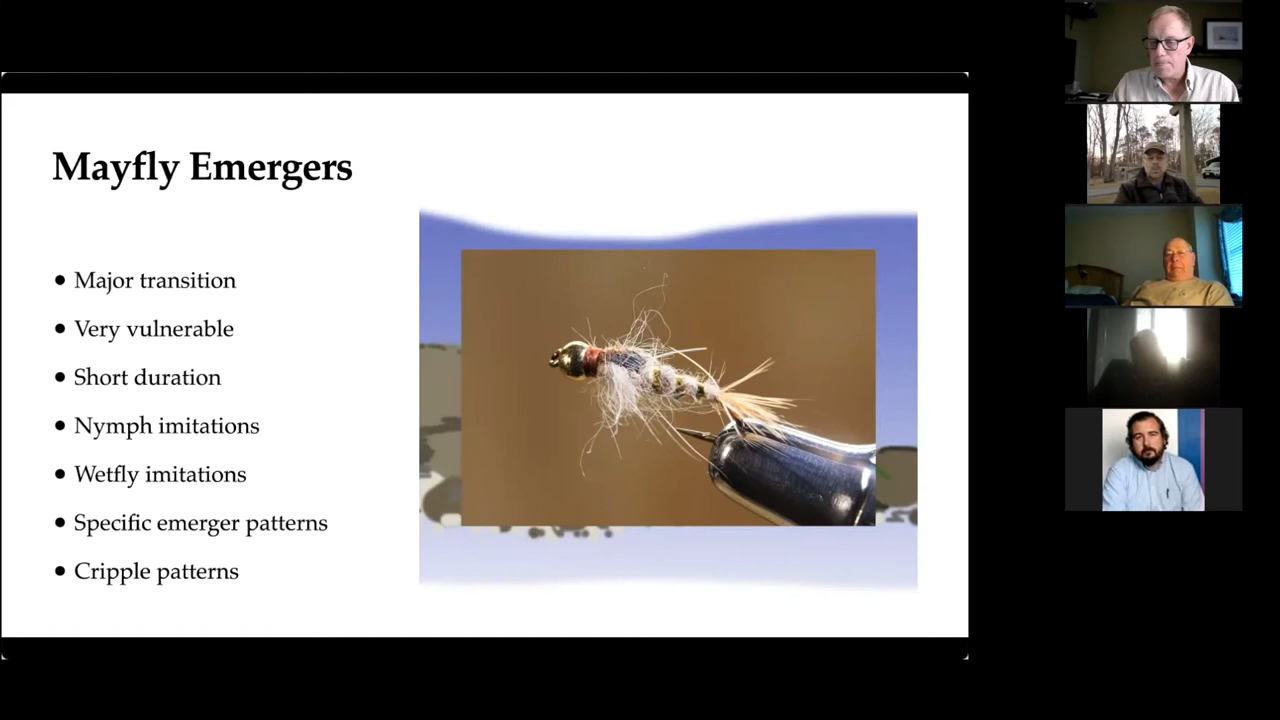 Mayfly Emergers
• Major transition
• Very vulnerable
• Short duration
• Nymph imitations
• Wetfly imitations
• Specific emerger patterns
• Cripple patterns